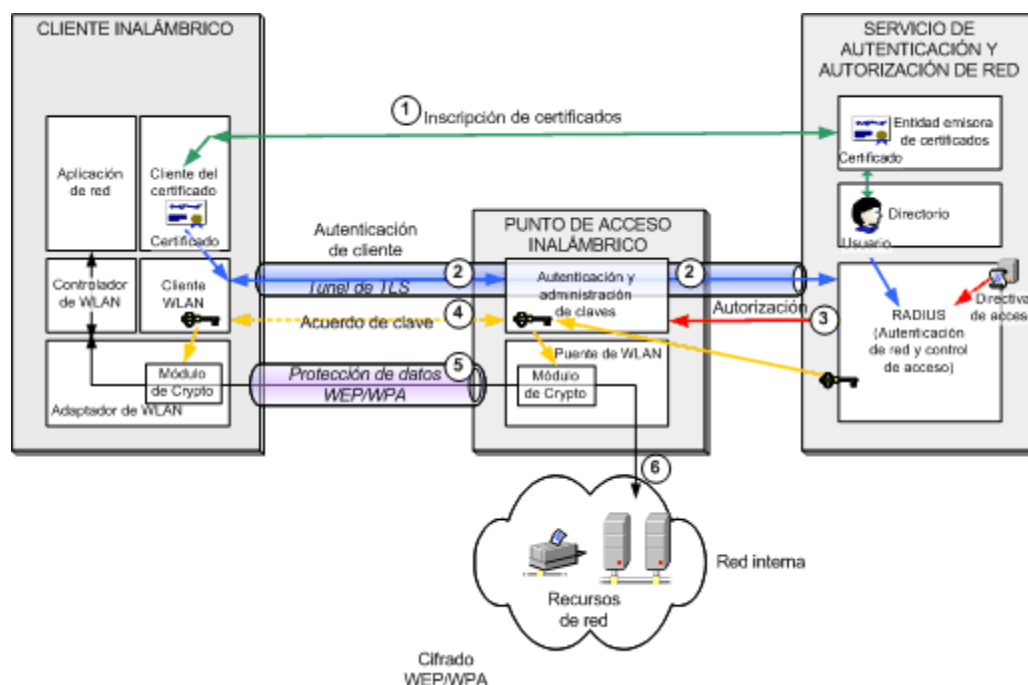 CLIENTE INALÁMBRICO
SERVICIO DE
AUTENTICACIÓN Y
AUTORIZACIÓN DE RED
1
Inscripción de certificados
Aplicación
de red
Cliente del
certificado
Certificado
Entidad emisora
de certificados
Certificado
Directorio
Usuario
Autenticación
de cliente
PUNTO DE ACCESO
INALÁMBRICO
Controlador
de WLAN
Cliente
WLAN
2
Tunel de TLS
Autenticación y
administración
de claves
2
Autorización
3
RADIUS
(Autenticación
de red y control
de acceso)
Directiva
de acceso
Acuerdo de clave
4
Módulo
de Crypto
Adaptador de WLAN
Protección de datos
WEP/WPA
5
Puente de WLAN
Módulo
de Crypto
6
Red interna
Recursos
de red
Cifrado
WEP/WPA